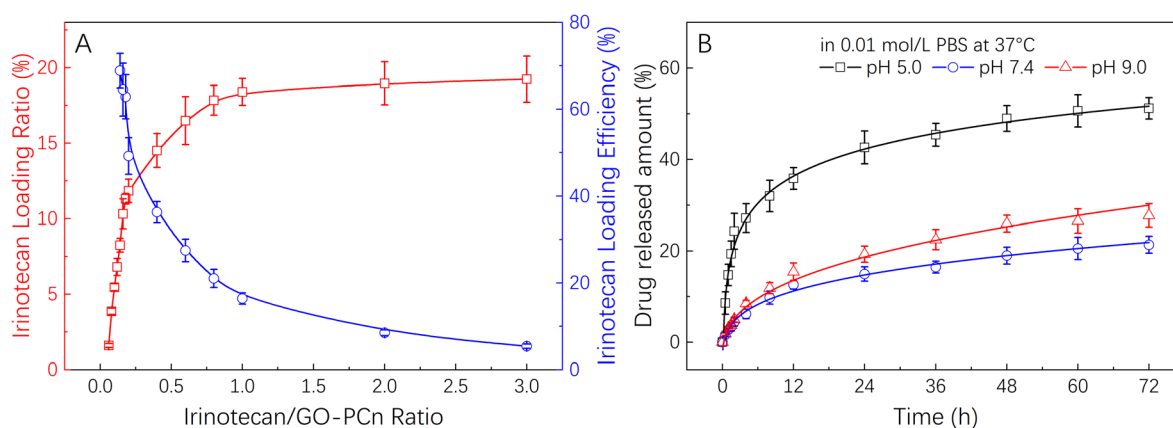 A
Irinotecan Loading Ratio (%)
20
15
10
5
0
0.0 0.5 1.0 1.5 2.0 2.5 3.0
Irinotecan/GO-PCn Ratio
80
60
40
20
0
Irinotecan Loading Efficiency (%)
B
in 0.01 mol/L PBS at 37°C
pH 5.0 pH 7.4 pH 9.0
Drug released amount (%)
60
40
20
0
0 12 24 36 48 60 72
Time (h)